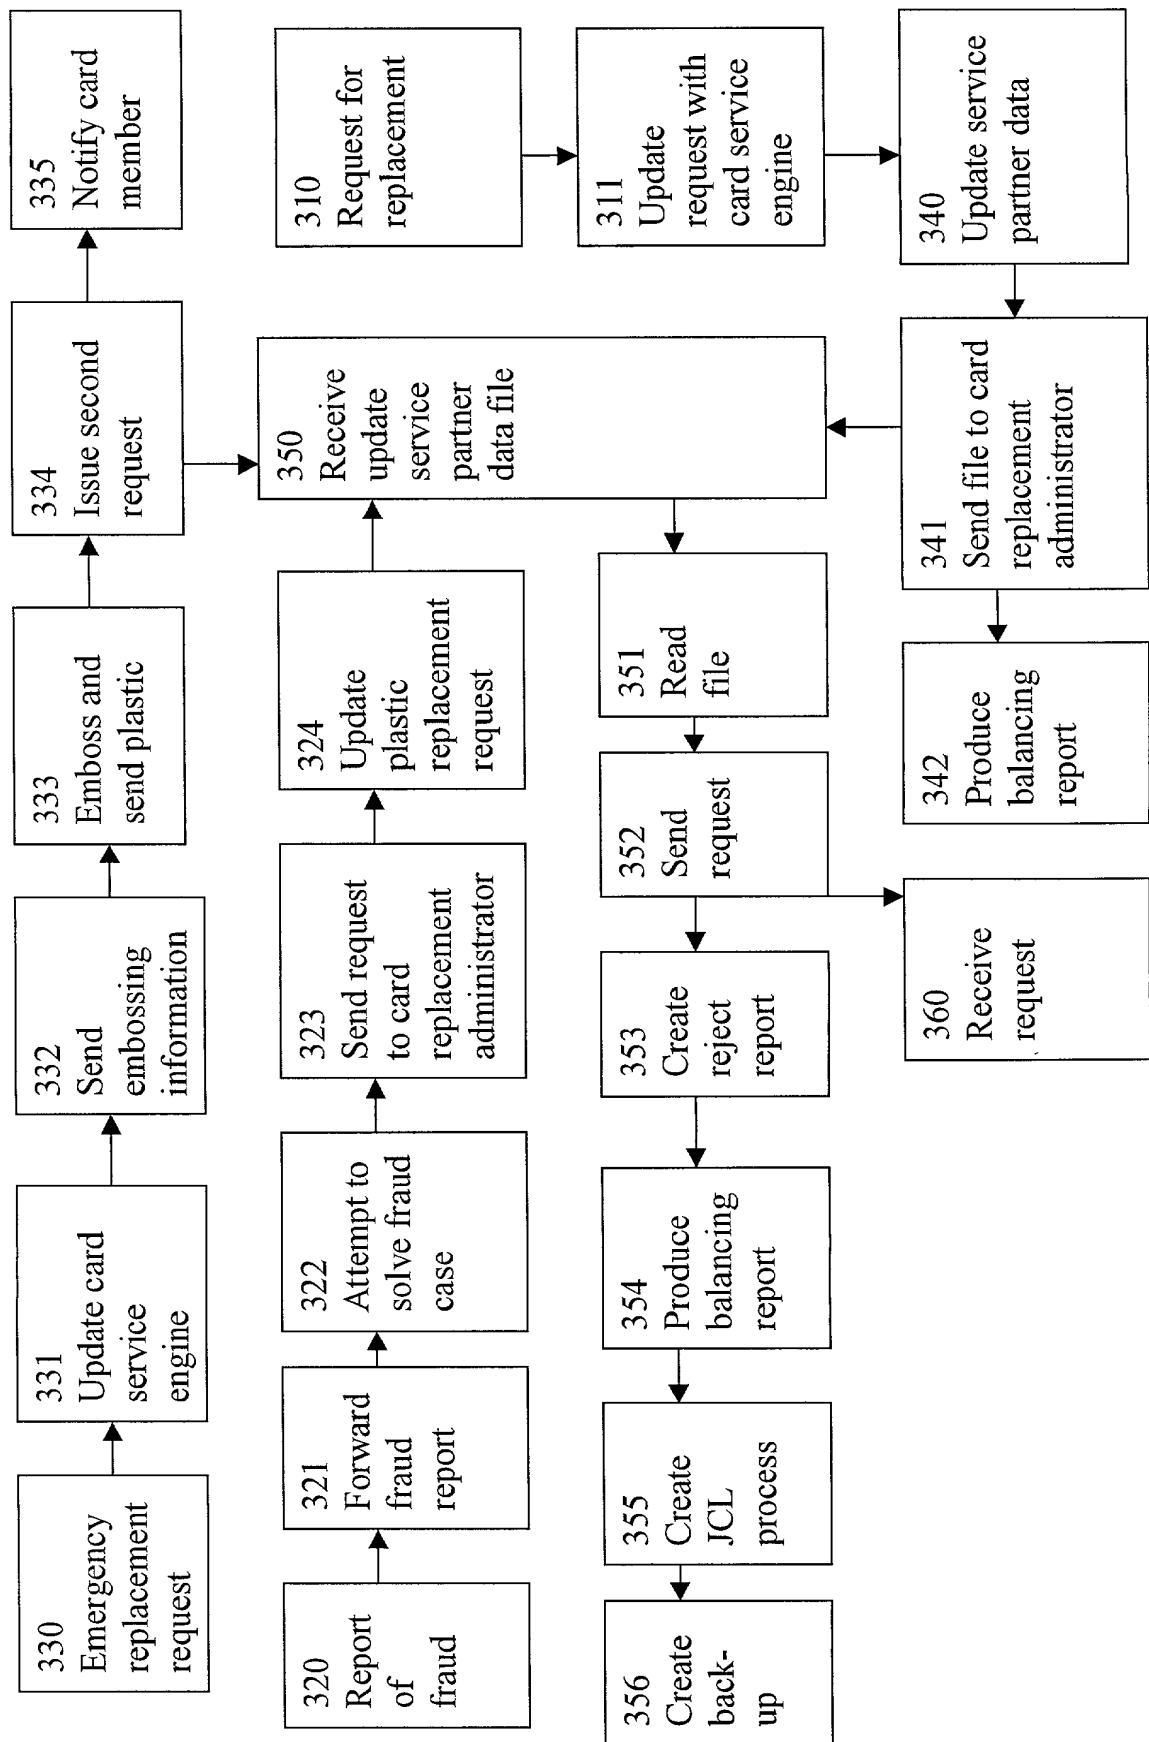 330
Emergency
replacement
request
331
Update card
service
engine
332
Send
embossing
information
333
Emboss and
send plastic
334
Issue second
request
335
Notify card
member
320
Report
of
fraud
321
Forward
fraud
report
322
Attempt to
solve fraud
case
323
Send request
to card
replacement
administrator
324
Update
plastic
replacement
request
350
Receive
update
service
partner
data file
310
Request for
replacement
311
Update
request with
card service
engine
356
Create
back-
up
355
Create
JCL
process
354
Produce
balancing
report
353
Create
reject
report
352
Send
request
351
Read
file
360
Receive
request
342
Produce
balancing
report
341
Send file to card
replacement
administrator
340
Update service
partner data